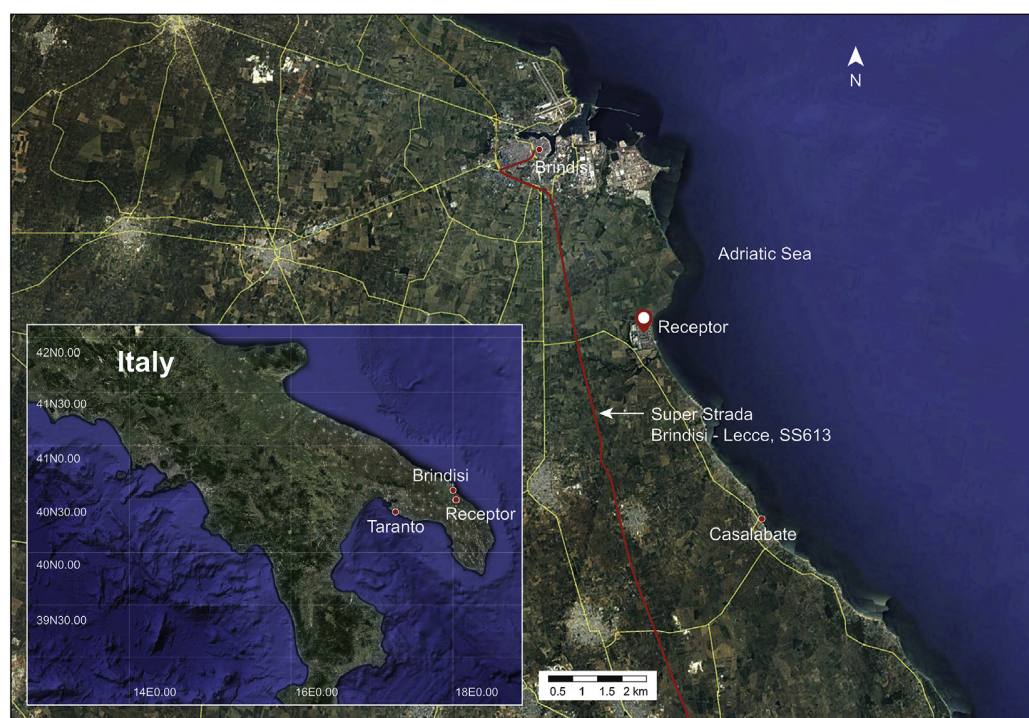 N
Brindisi
Adriatic Sea
Receptor
Super Strada
Brindisi - Lecce, SS613
Casalabate
0.5 1 1.5 2 km
Italy
42N0.00
41N30.00
41N0.00
40N30.00
40N0.00
39N30.00
Brindisi
Receptor
Taranto
14E0.00
16E0.00
18E0.00